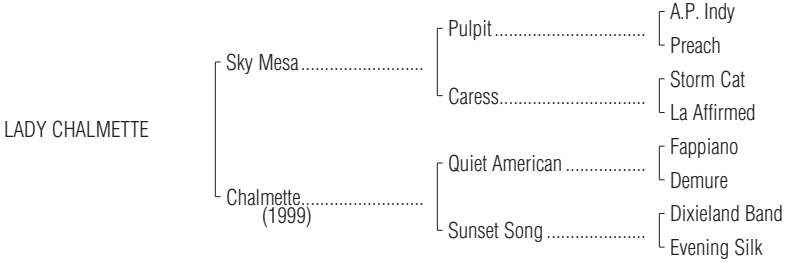 A.P. Indy
Pulpit..............................
Preach
Sky Mesa........................
Storm Cat
Caress.............................
La Affirmed
LADY CHALMETTE
Fappiano
Quiet American ................
Demure
Chalmette........................
(1999)
Dixieland Band
Sunset Song ....................
Evening Silk